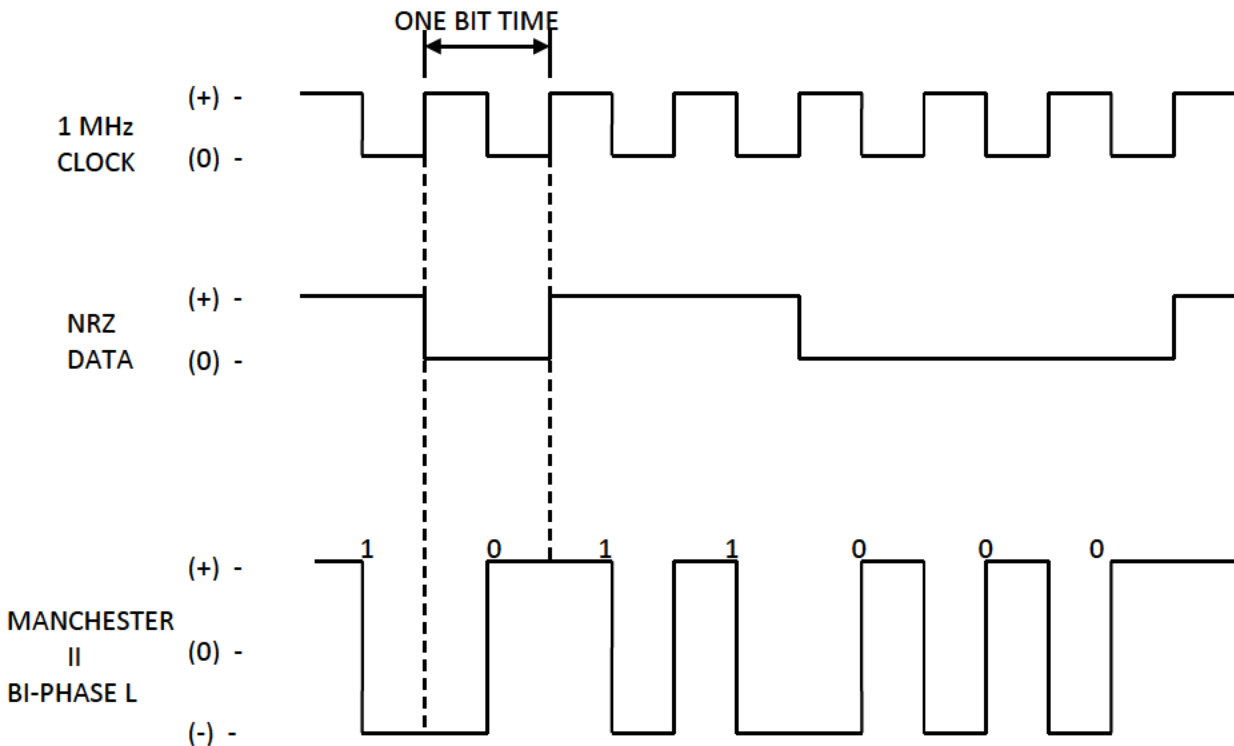 ONE BIT TIME
(+) -
1 MHz
CLOCK
(0) -
(+) -
NRZ
DATA
(0) -
1 0 1 1 0 0 0
(+) -
MANCHESTER
II
BI-PHASE L
(0) -
(-) -